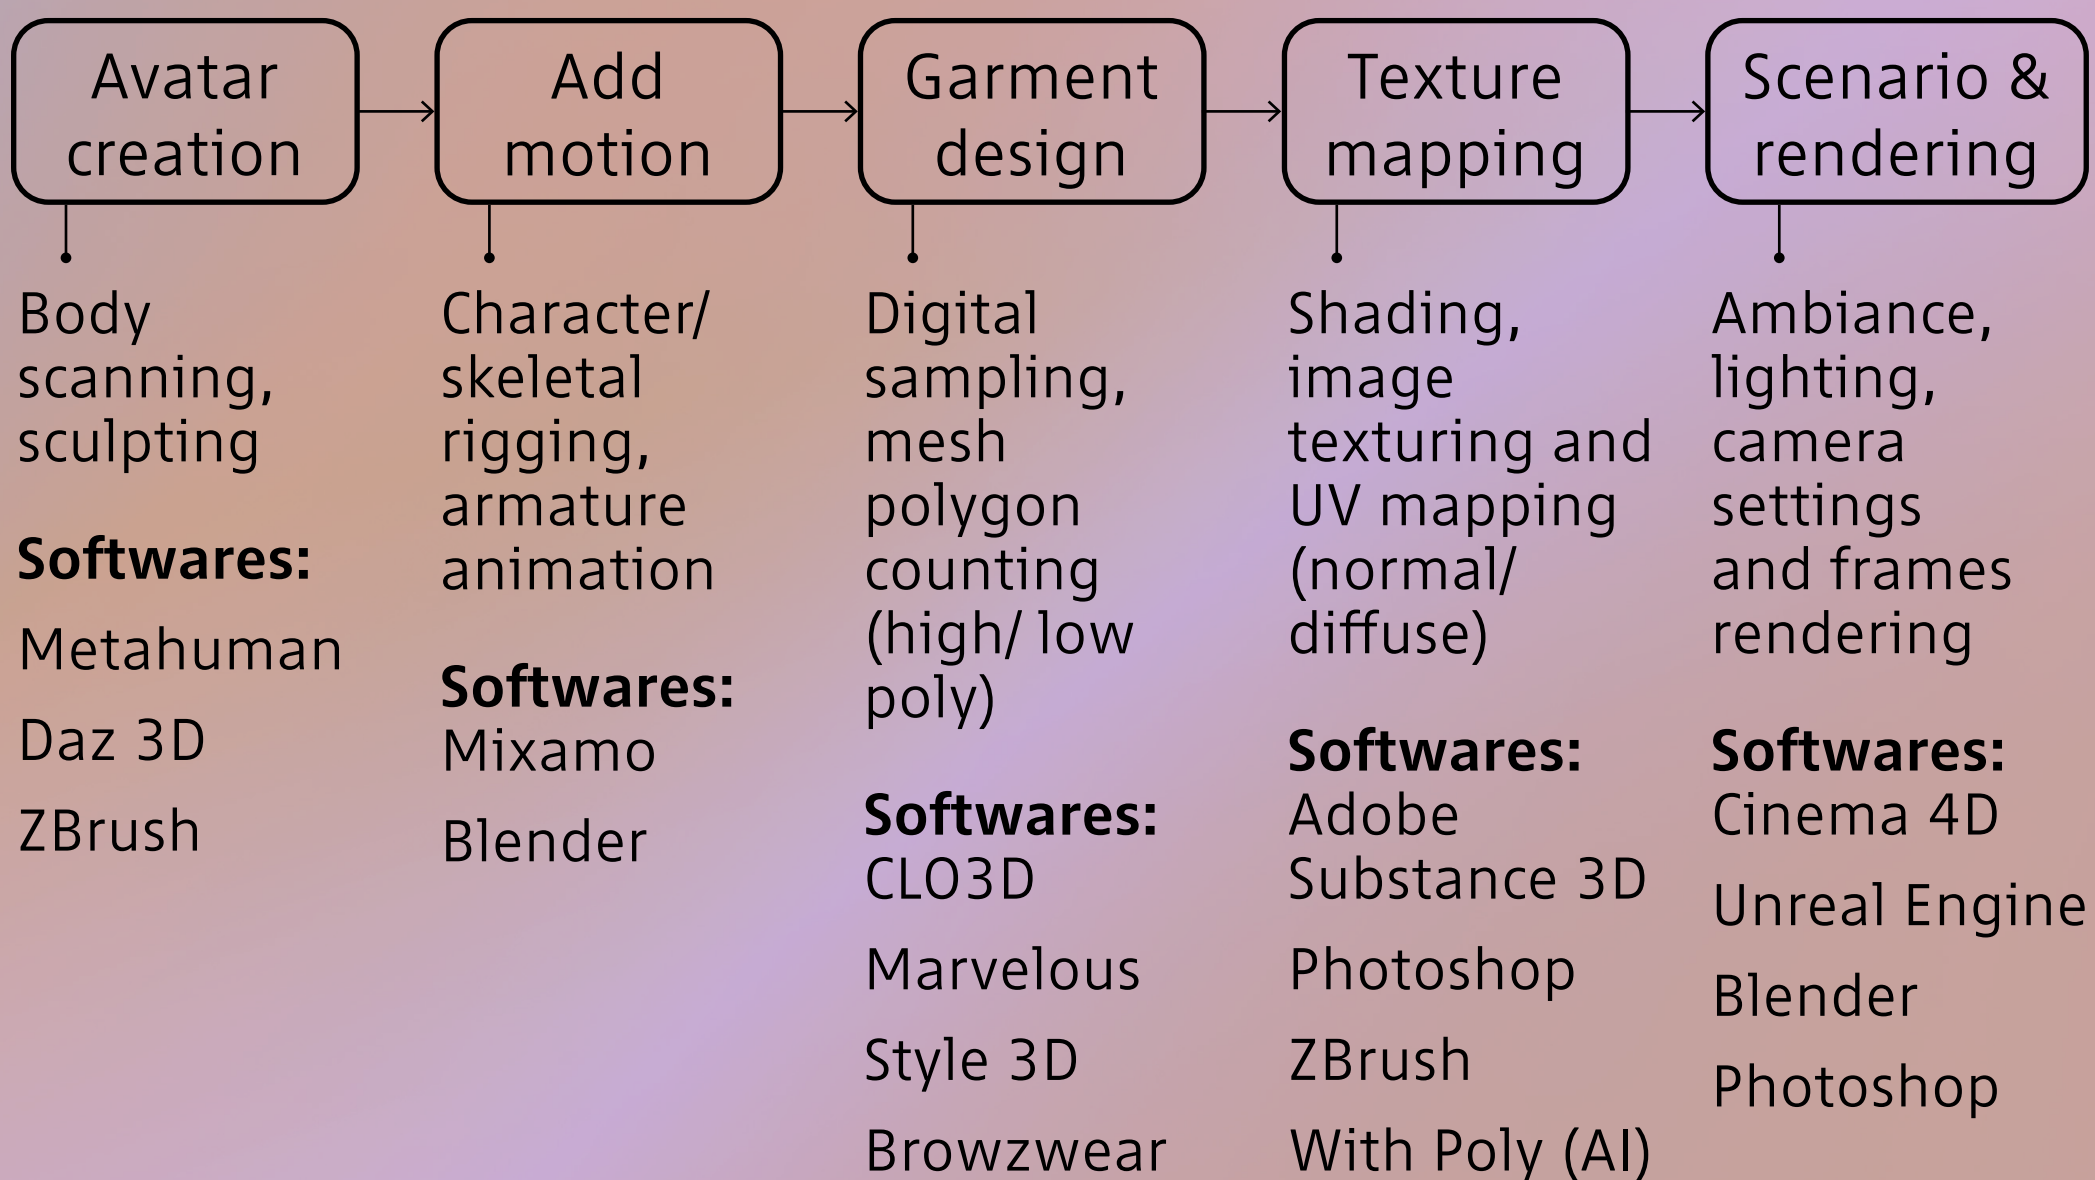 Avatar
creation
Add
motion
Garment
design
Texture
mapping
Scenario &
rendering
Body
scanning,
sculpting
Softwares:
Metahuman
Daz 3D
ZBrush
Character/
skeletal
rigging,
armature
animation
Softwares:
Mixamo
Blender
Digital
sampling,
mesh
polygon
counting
(high/ low
poly)
Softwares:
CLO3D
Marvelous
Style 3D
Browzwear
Shading,
image
texturing and
UV mapping
(normal/
diffuse)
Softwares:
Adobe
Substance 3D
Photoshop
ZBrush
With Poly (AI)
Ambiance,
lighting,
camera
settings
and frames
rendering
Softwares:
Cinema 4D
Unreal Engine
Blender
Photoshop